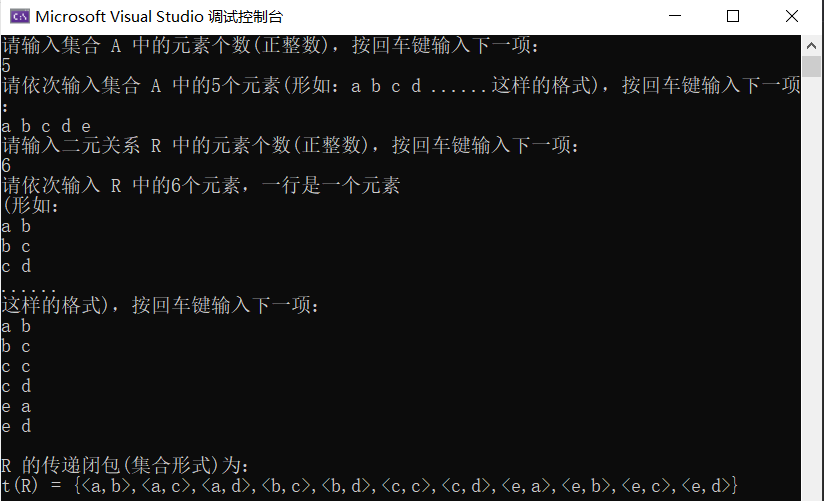 Microsoft Visual Studio 调试控制台
请输入集合 A 中的元素个数(正整数)，按回车键输入下一项：
5
请依次输入集合 A 中的5个元素(形如：a b c d ......这样的格式)，按回车键输入下一项
：
a b c d e
请输入二元关系 R 中的元素个数(正整数)，按回车键输入下一项：
6
请依次输入 R 中的6个元素，一行是一个元素
(形如：
a b
b c
c d
......
这样的格式)，按回车键输入下一项：
a b
b c
c c
c d
e a
e d
R 的传递闭包(集合形式)为：
t(R) = {<a,b>,<a,c>,<a,d>,<b,c>,<b,d>,<c,c>,<c,d>,<e,a>,<e,b>,<e,c>,<e,d>}